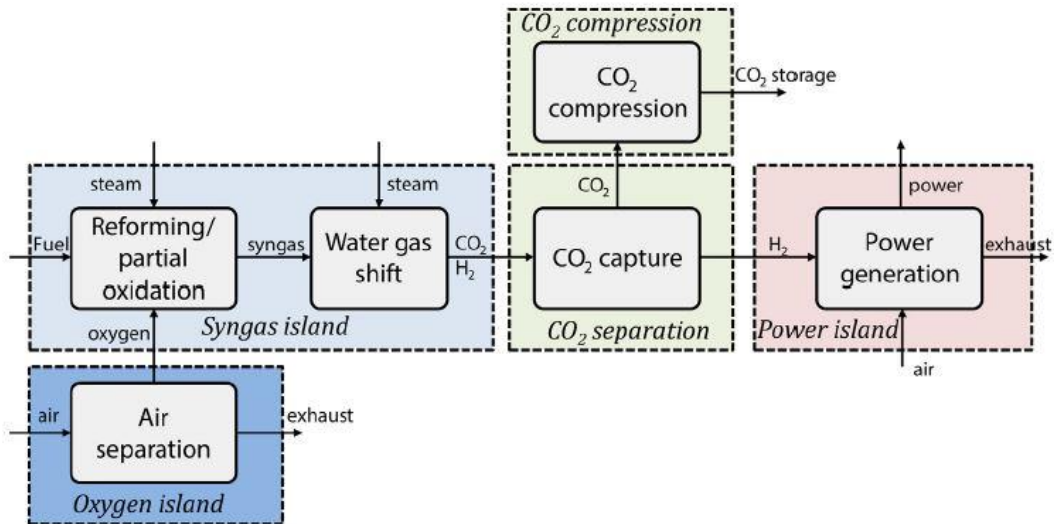 CO₂ compression
CO₂
compression
CO₂ storage
steam
steam
CO₂
power
Fuel
Reforming/
partial
oxidation
syngas
Water gas
shift
CO₂
H₂
CO₂ capture
H₂
Power
generation
exhaust
oxygen
Syngas island
CO₂ separation
Power island
air
air
Air
separation
exhaust
Oxygen island